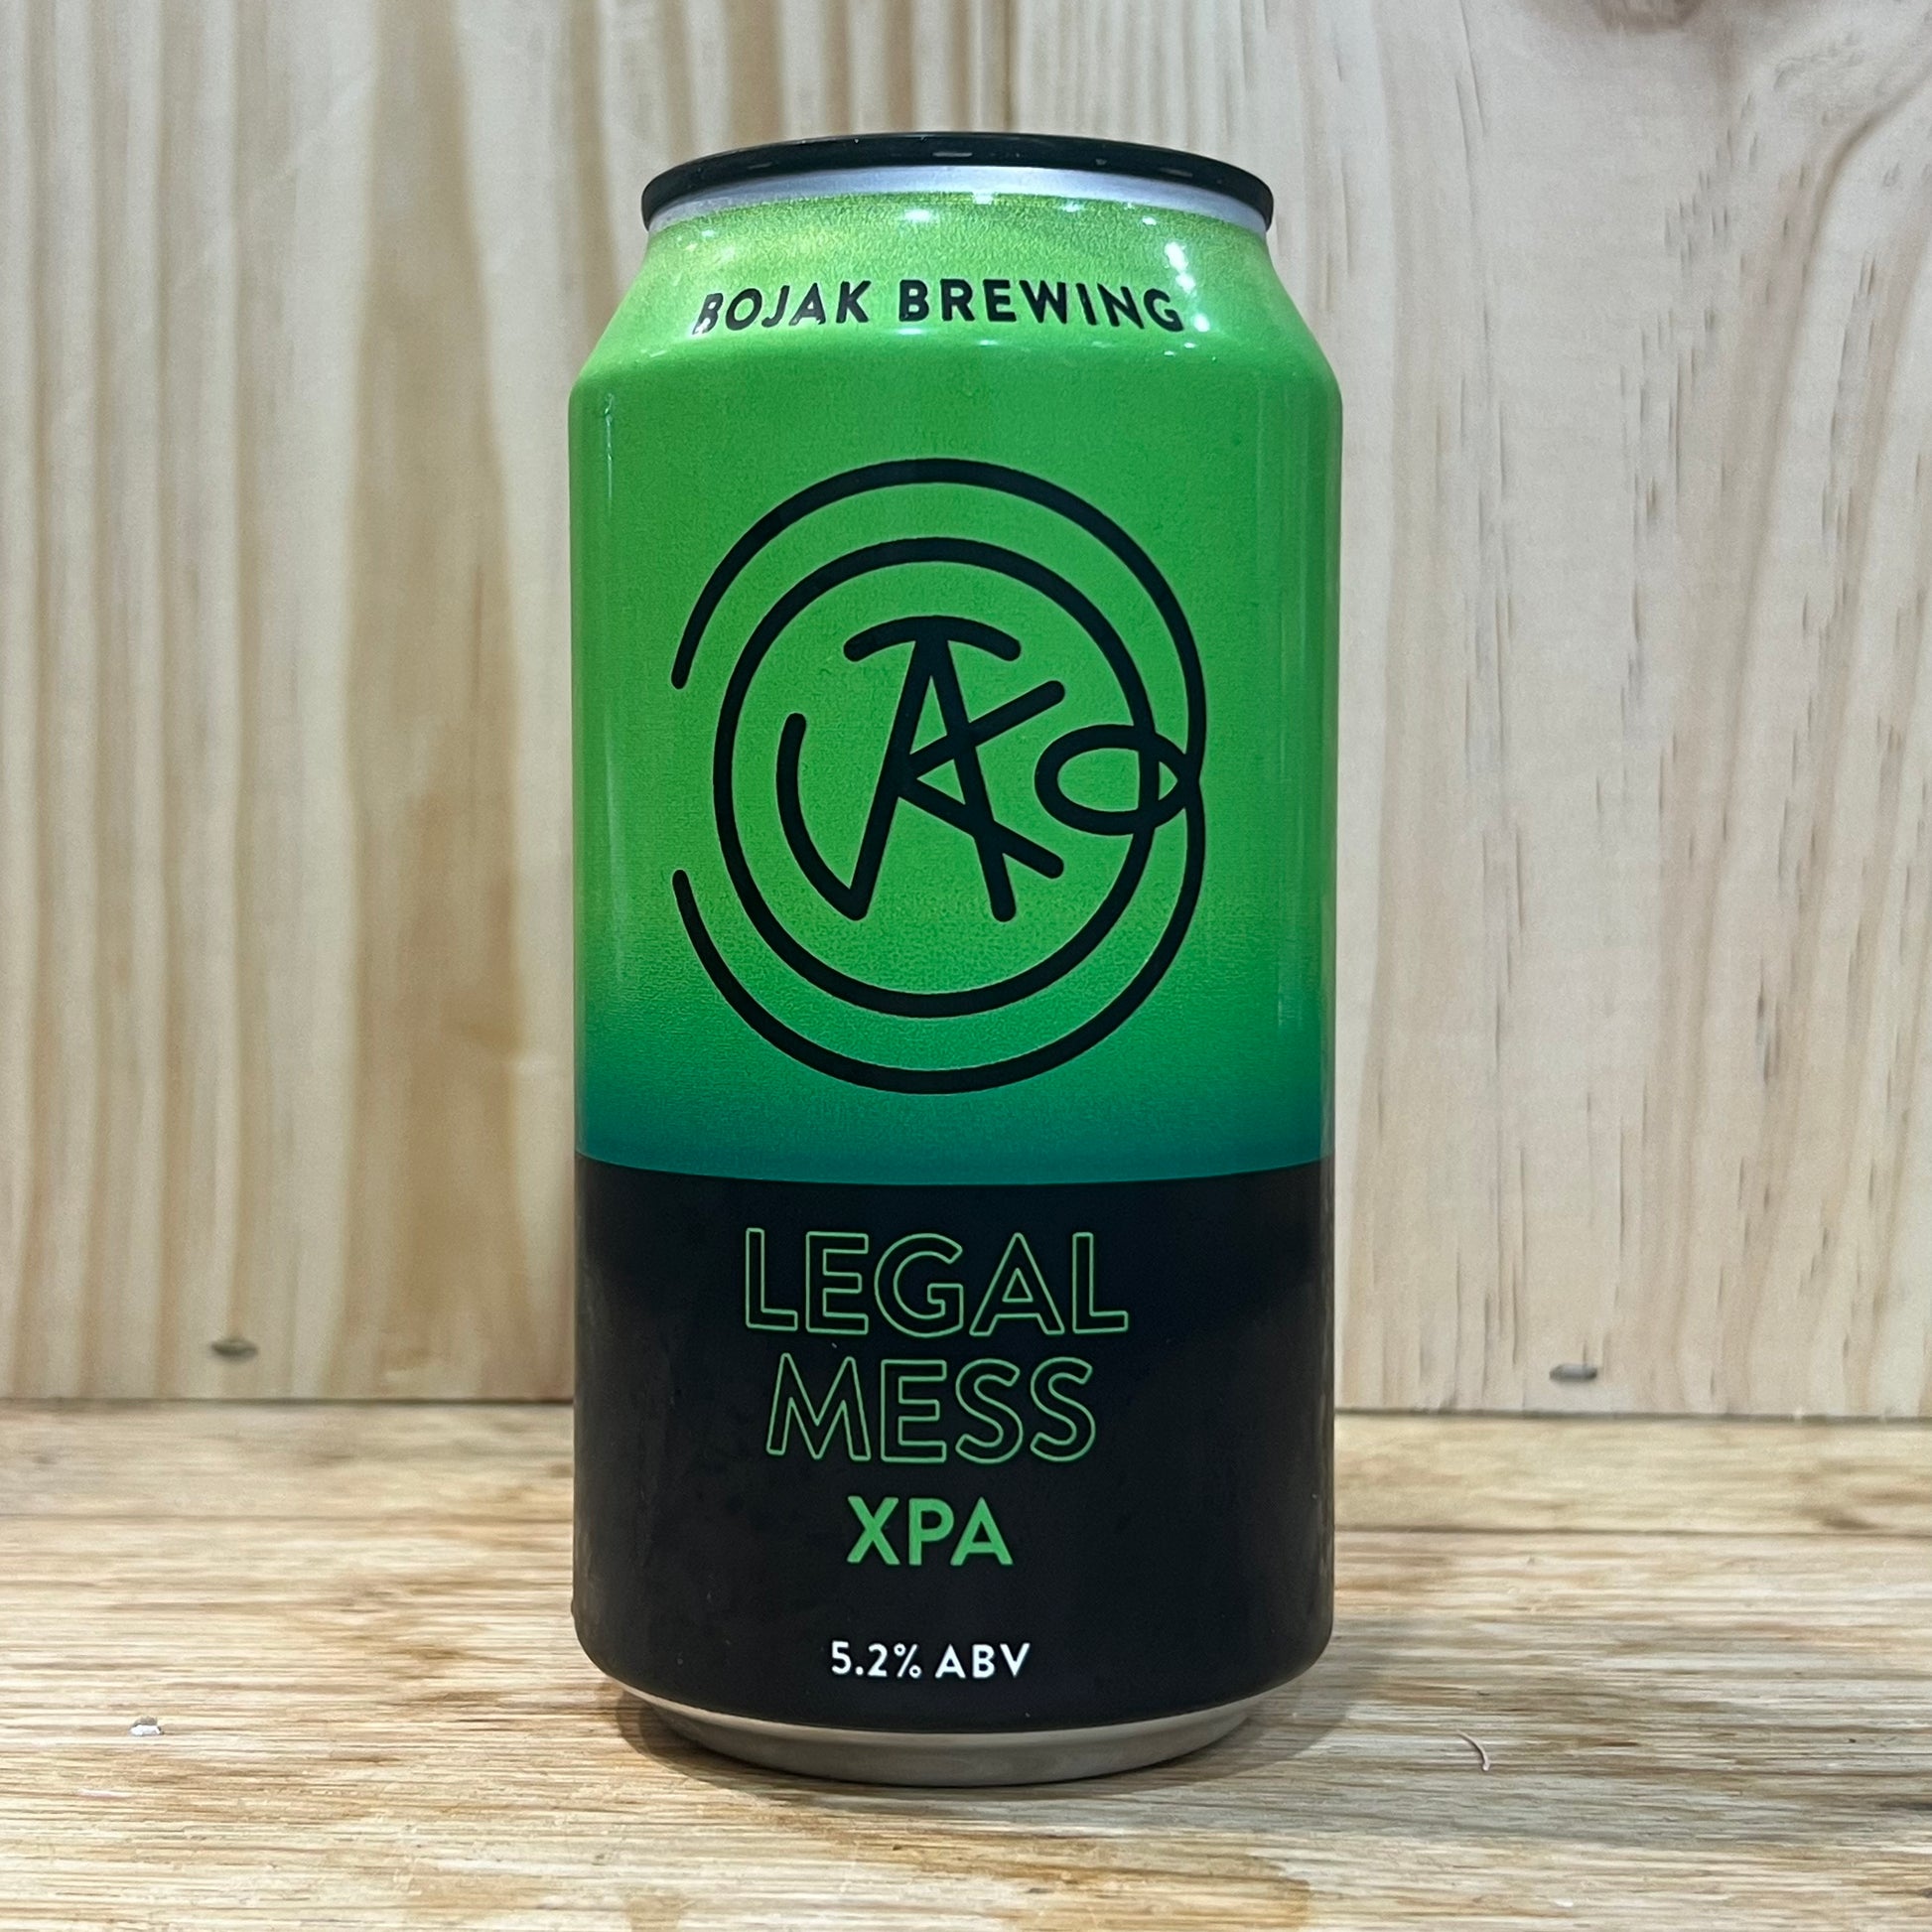 BOJAK BREWING
LEGAL
MESS
XPA
5.2% ABV